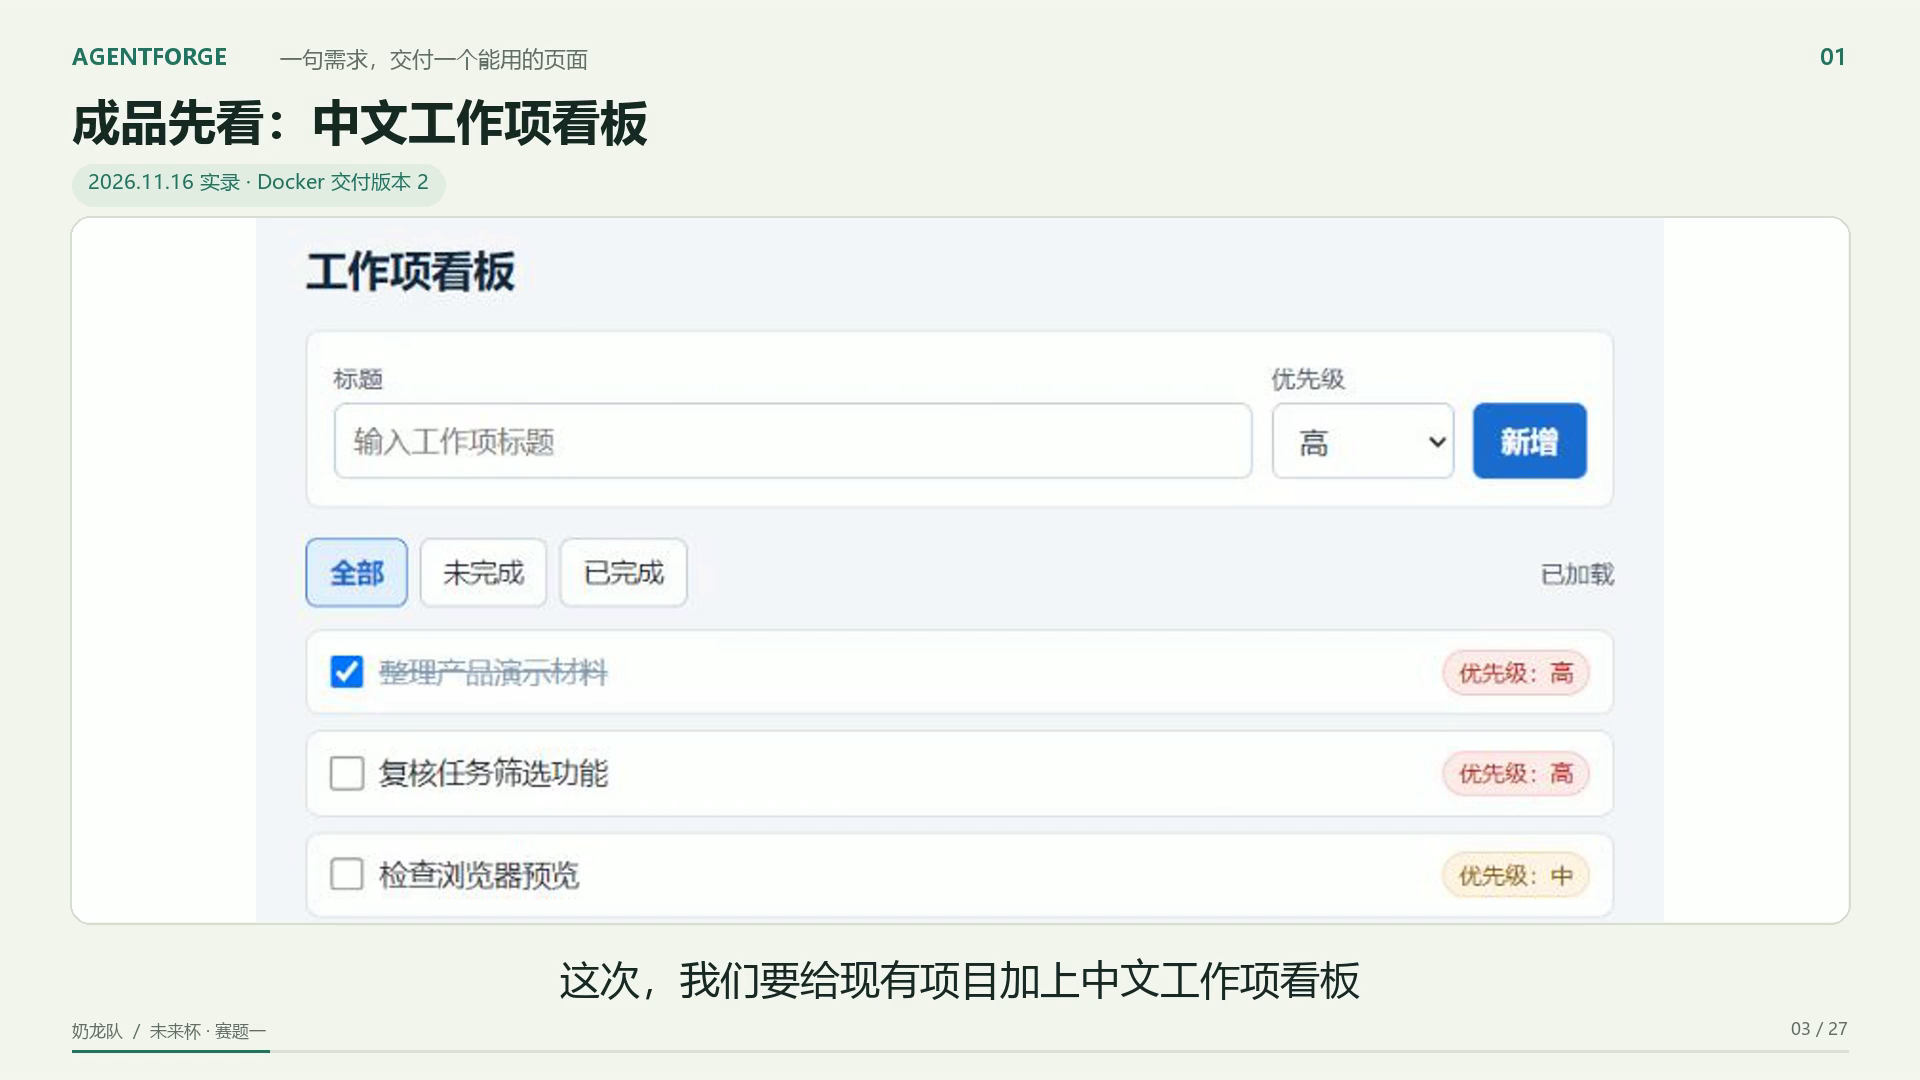 AGENTFORGE 一句需求，交付一个能用的页面 01
成品先看：中文工作项看板
2026.11.16 实录 · Docker 交付版本 2
工作项看板
标题 优先级
输入工作项标题 高 新增
全部 未完成 已完成 已加载
整理产品演示材料 优先级：高
复核任务筛选功能 优先级：高
检查浏览器预览 优先级：中
这次，我们要给现有项目加上中文工作项看板
奶龙队 / 未来杯 · 赛题一 03 / 27